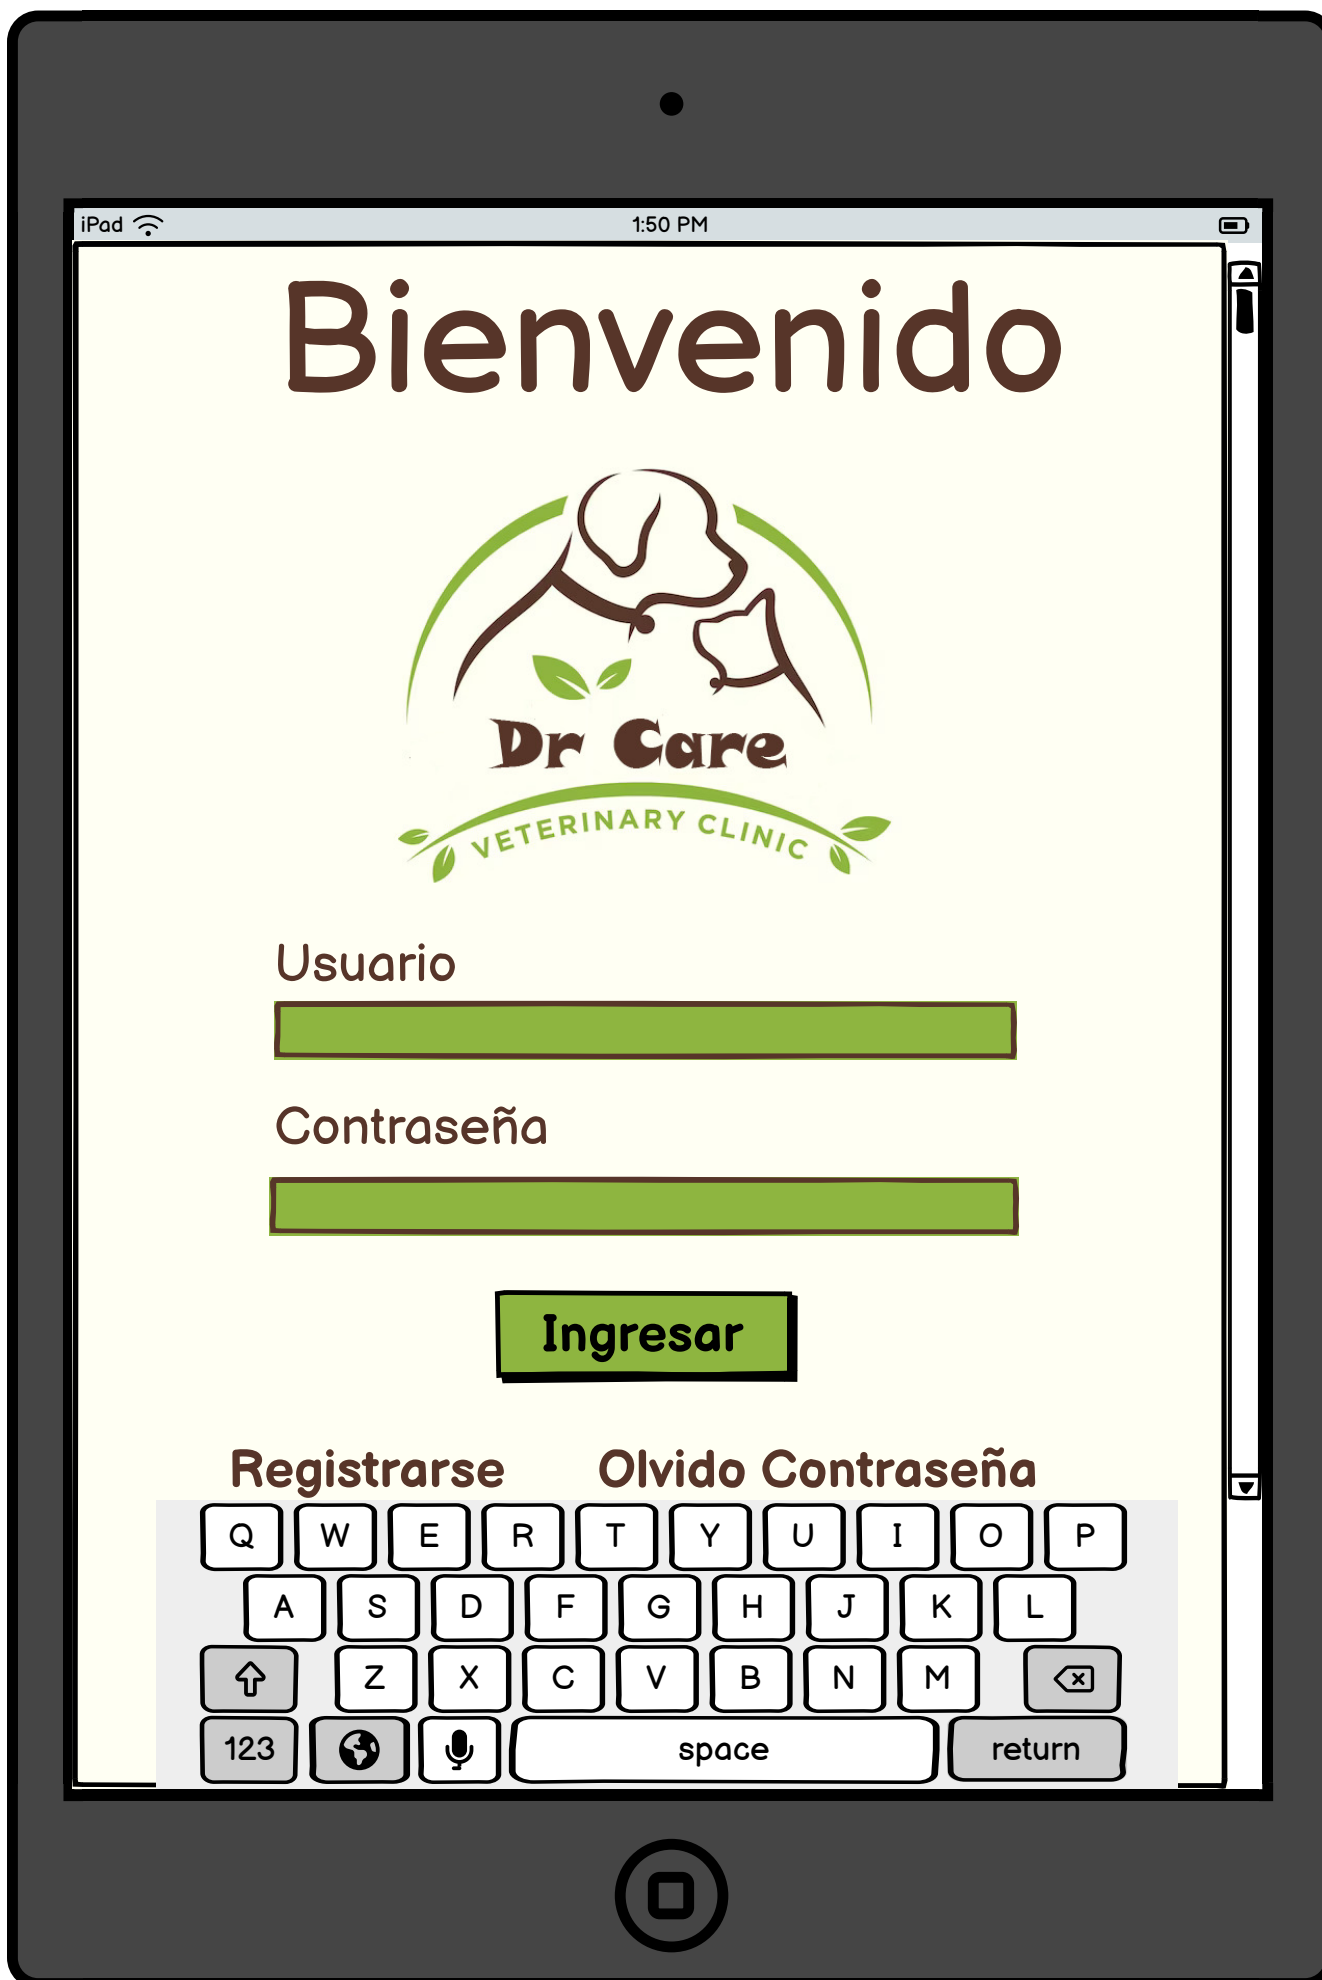 iPad 1:50 PM
Bienvenido
Dr Care
VETERINARY CLINIC
Usuario
Contraseña
Ingresar
Registrarse Olvido Contraseña
Q W E R T Y U I O P
A S D F G H J K L
Z X C V B N M
123 space return